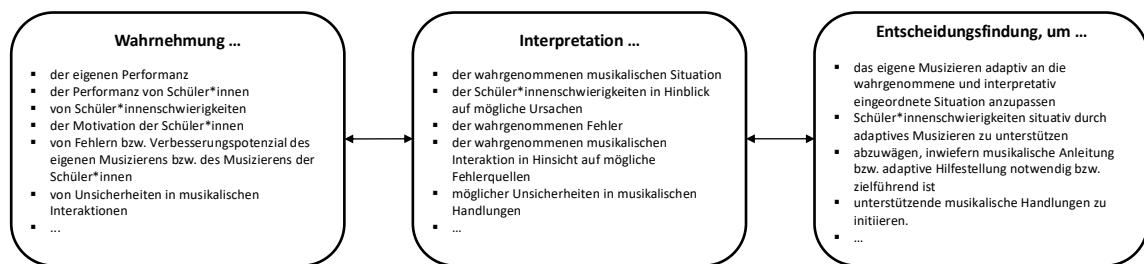 Wahrnehmung …
▪ der eigenen Performanz
▪ der Performanz von Schüler*innen
▪ von Schüler*innenschwierigkeiten
▪ der Motivation der Schüler*innen
▪ von Fehlern bzw. Verbesserungspotenzial des
eigenen Musizierens bzw. des Musizierens der
Schüler*innen
▪ von Unsicherheiten in musikalischen
Interaktionen
▪ ...
Interpretation …
▪ der wahrgenommenen musikalischen Situation
▪ der Schüler*innenschwierigkeiten in Hinblick
auf mögliche Ursachen
▪ der wahrgenommenen Fehler
▪ der wahrgenommenen musikalischen
Interaktion in Hinsicht auf mögliche
Fehlerquellen
▪ möglicher Unsicherheiten in musikalischen
Handlungen
▪ …
Entscheidungsfindung, um …
▪ das eigene Musizieren adaptiv an die
wahrgenommene und interpretativ
eingeordnete Situation anzupassen
▪ Schüler*innenschwierigkeiten situativ durch
adaptives Musizieren zu unterstützen
▪ abzuwägen, inwiefern musikalische Anleitung
bzw. adaptive Hilfestellung notwendig bzw.
zielführend ist
▪ unterstützende musikalische Handlungen zu
initiieren.
▪ …